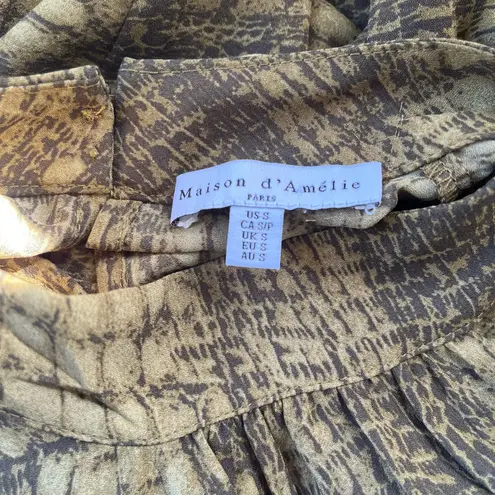 Maison d'Amélie
PARIS
US S
CA S/P
UK S
EU S
AU S